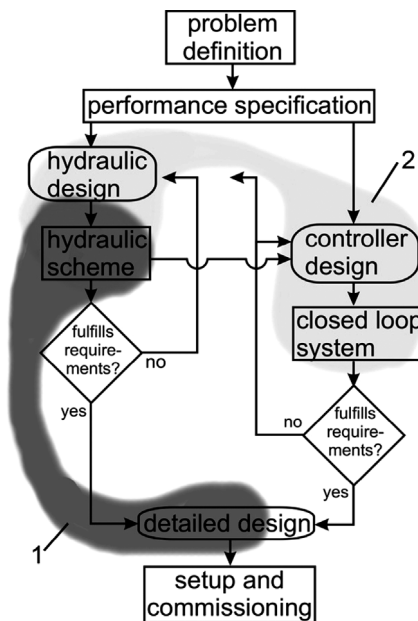 problem
definition
performance specification
2
hydraulic
design
hydraulic
scheme
controller
design
closed loop
system
fulfills
require-
ments?
no
yes
fulfills
require-
ments?
no
yes
1
detailed design
setup and
commissioning